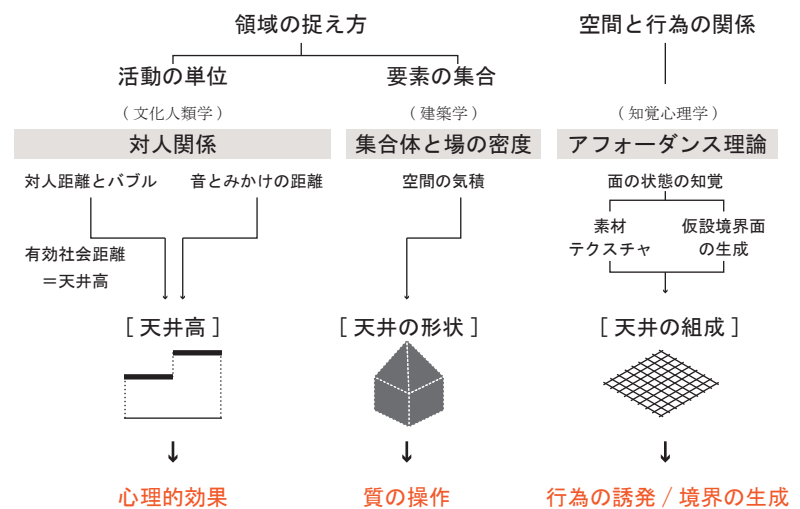 領域の捉え方
空間と行為の関係
活動の単位
要素の集合
（文化人類学）
（建築学）
（知覚心理学）
対人関係
集合体と場の密度
アフォーダンス理論
対人距離とバブル
音とみかけの距離
空間の気積
面の状態の知覚
素材
テクスチャ
仮設境界面
の生成
有効社会距離
＝天井高
[ 天井高 ]
[ 天井の形状 ]
[ 天井の組成 ]
心理的効果
質の操作
行為の誘発 / 境界の生成